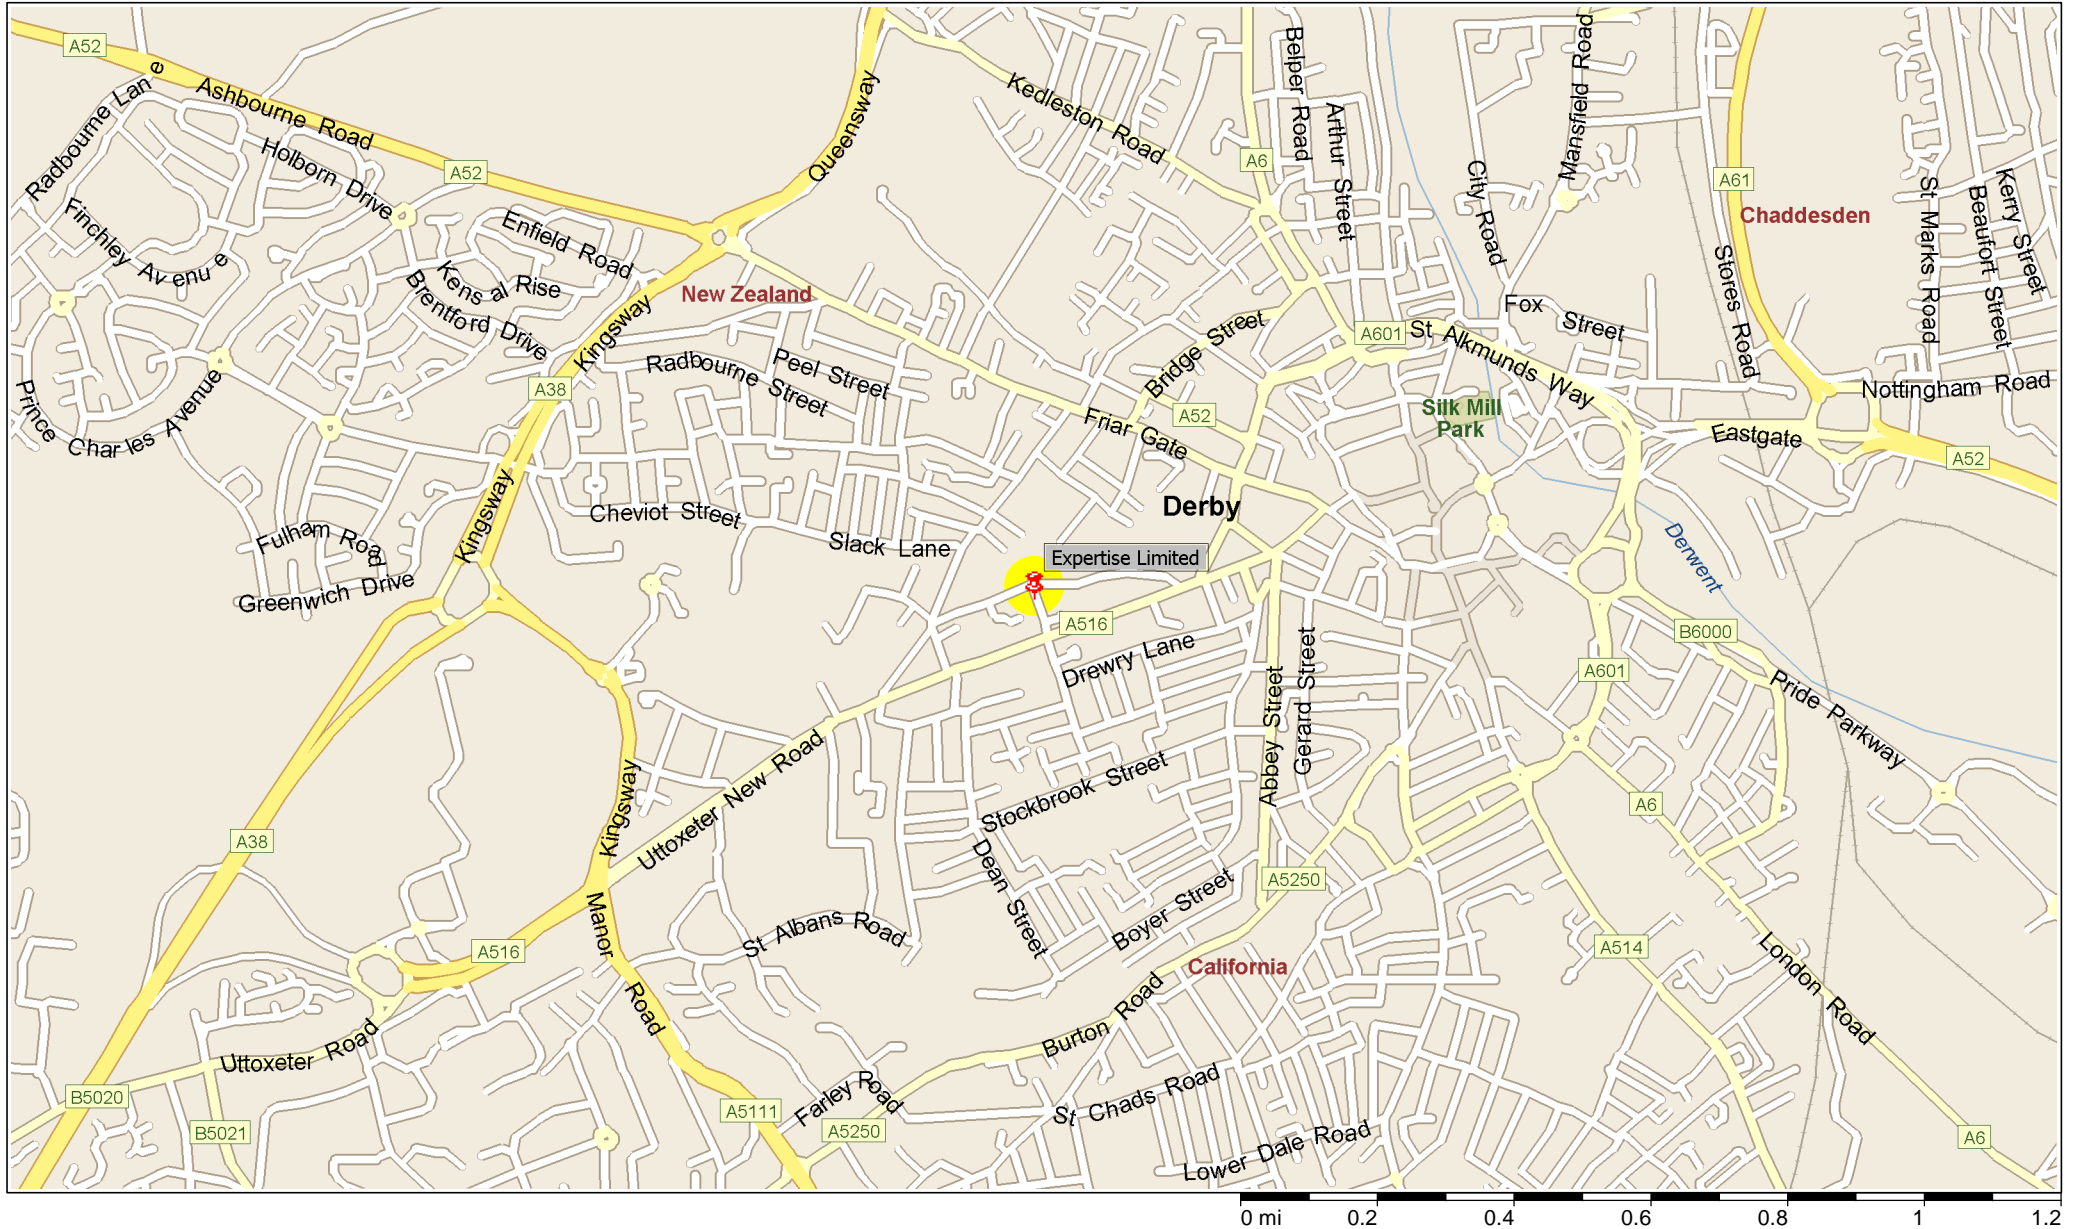 A52
Radbourne Lane
Ashbourne Road
Queensway
Kedleston Road
Belper Road
Arthur Street
Mansfield Road
City Road
A6
A61
Chaddesden
St Marks Road
Beaufort Street
Kerry Street
Holborn Drive
A52
Finchley Avenue
Enfield Road
Kensal Rise
Brentford Drive
New Zealand
Kingsway
Stores Road
Fox Street
A601
St Alkmunds Way
Bridge Street
Radbourne Street
Peel Street
A38
Prince Charles Avenue
Friar Gate
A52
Silk Mill
Park
Nottingham Road
Eastgate
A52
Kingsway
Derby
Cheviot Street
Slack Lane
Fulham Road
Greenwich Drive
Expertise Limited
Derwent
A516
Drewry Lane
Gerard Street
Abbey Street
B6000
A601
Pride Parkway
Uttoxeter New Road
Kingsway
Stockbrook Street
A6
A38
Dean Street
A5250
Boyer Street
Manor Road
St Albans Road
A516
California
A514
London Road
Uttoxeter Road
Burton Road
B5020
B5021
A5111
Farley Road
A5250
St Chads Road
Lower Dale Road
A6
0 mi 0.2 0.4 0.6 0.8 1 1.2